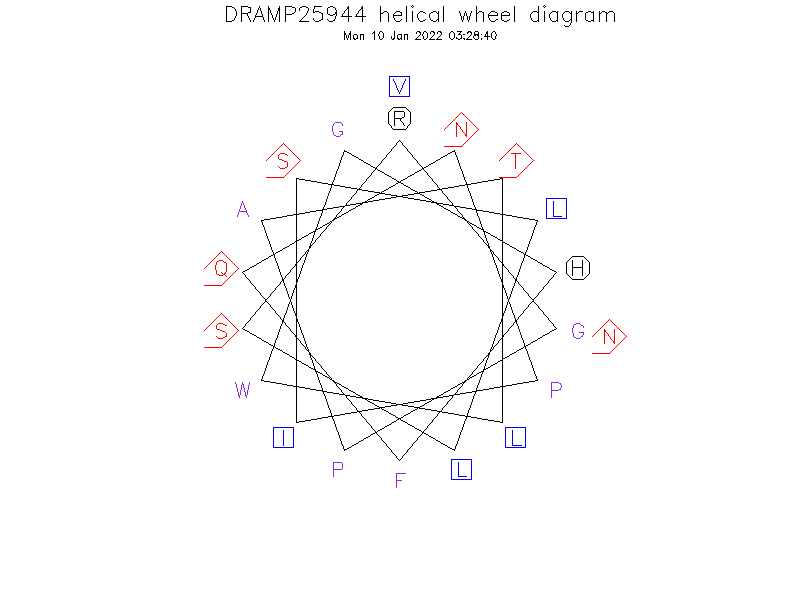 DRAMP25944 helical wheel diagram
Mon 10 Jan 2022 03:28:40
V
G R N
S T
A L
Q H
S G N
W P
I L
P F L